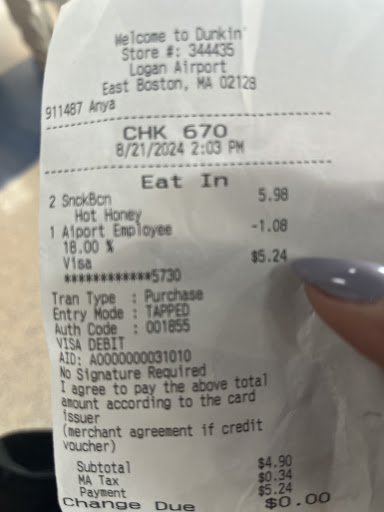 Welcome to Dunkin'
Store #: 344435
Logan Airport
East Boston, MA 02128
911487 Anya
CHK 670
8/21/2024 2:03 PM
Eat In
2 SnckBcn 5.98
Hot Honey
1 Aiport Employee -1.08
18.00 %
Visa $5.24
************5730
Tran Type : Purchase
Entry Mode : TAPPED
Auth Code : 001855
VISA DEBIT
AID: A0000000031010
No Signature Required
I agree to pay the above total
amount according to the card
issuer
(merchant agreement if credit
voucher)
Subtotal $4.90
MA Tax $0.34
Payment $5.24
Change Due $0.00